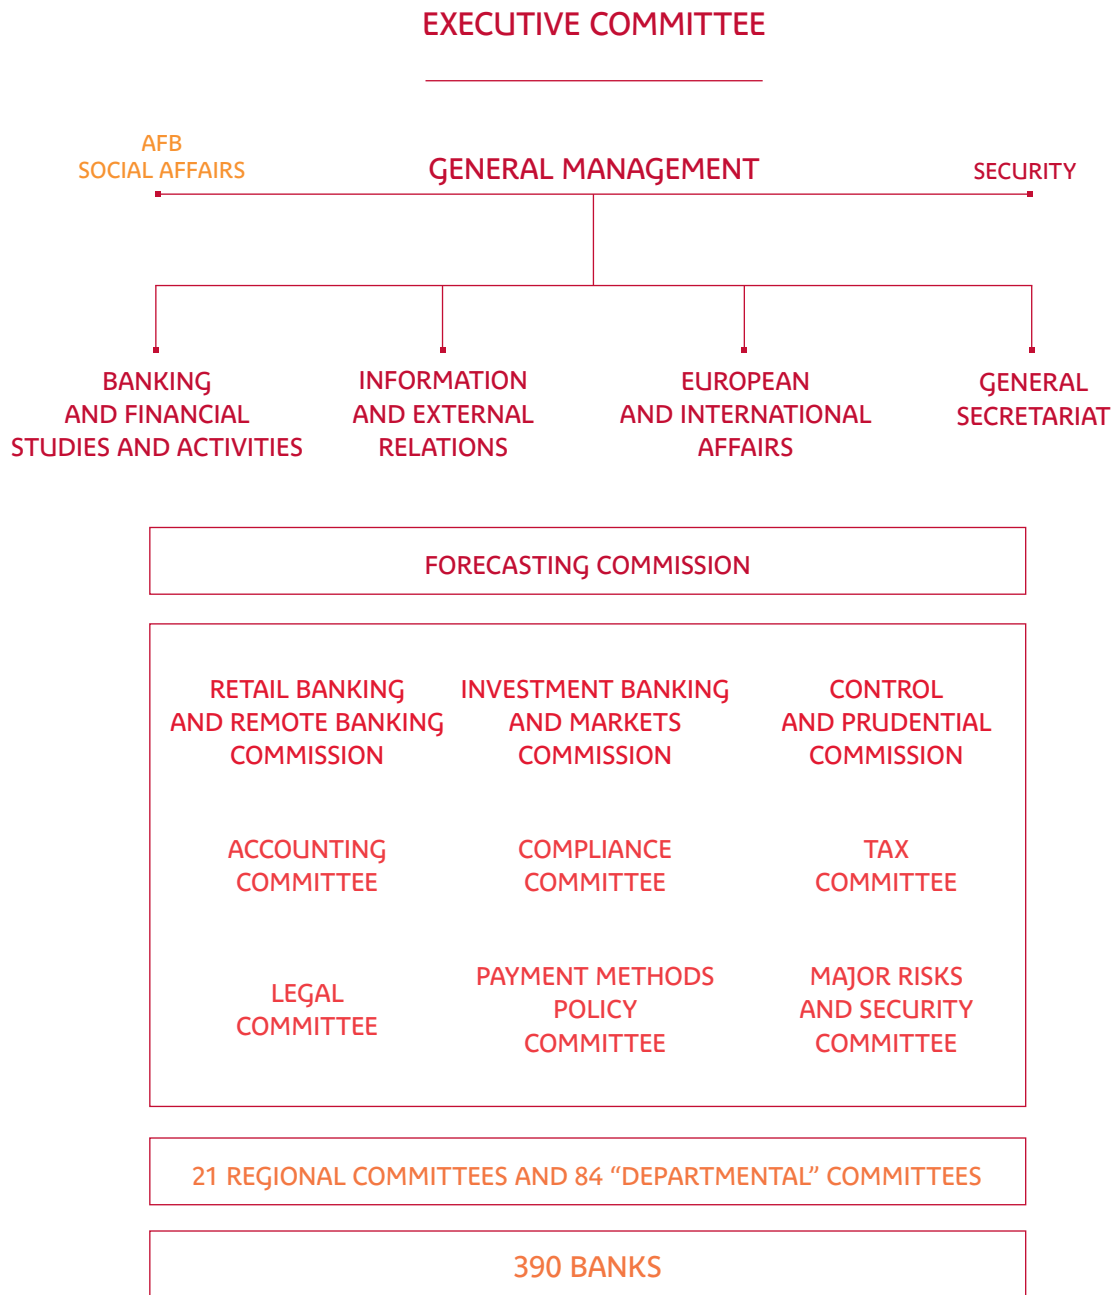 EXECUTIVE COMMITTEE
AFB
SOCIAL AFFAIRS
GENERAL MANAGEMENT
SECURITY
BANKING
AND FINANCIAL
STUDIES AND ACTIVITIES
INFORMATION
AND EXTERNAL
RELATIONS
EUROPEAN
AND INTERNATIONAL
AFFAIRS
GENERAL
SECRETARIAT
FORECASTING COMMISSION
RETAIL BANKING
AND REMOTE BANKING
COMMISSION
INVESTMENT BANKING
AND MARKETS
COMMISSION
CONTROL
AND PRUDENTIAL
COMMISSION
ACCOUNTING
COMMITTEE
COMPLIANCE
COMMITTEE
TAX
COMMITTEE
LEGAL
COMMITTEE
PAYMENT METHODS
POLICY
COMMITTEE
MAJOR RISKS
AND SECURITY
COMMITTEE
21 REGIONAL COMMITTEES AND 84 “DEPARTMENTAL” COMMITTEES
390 BANKS